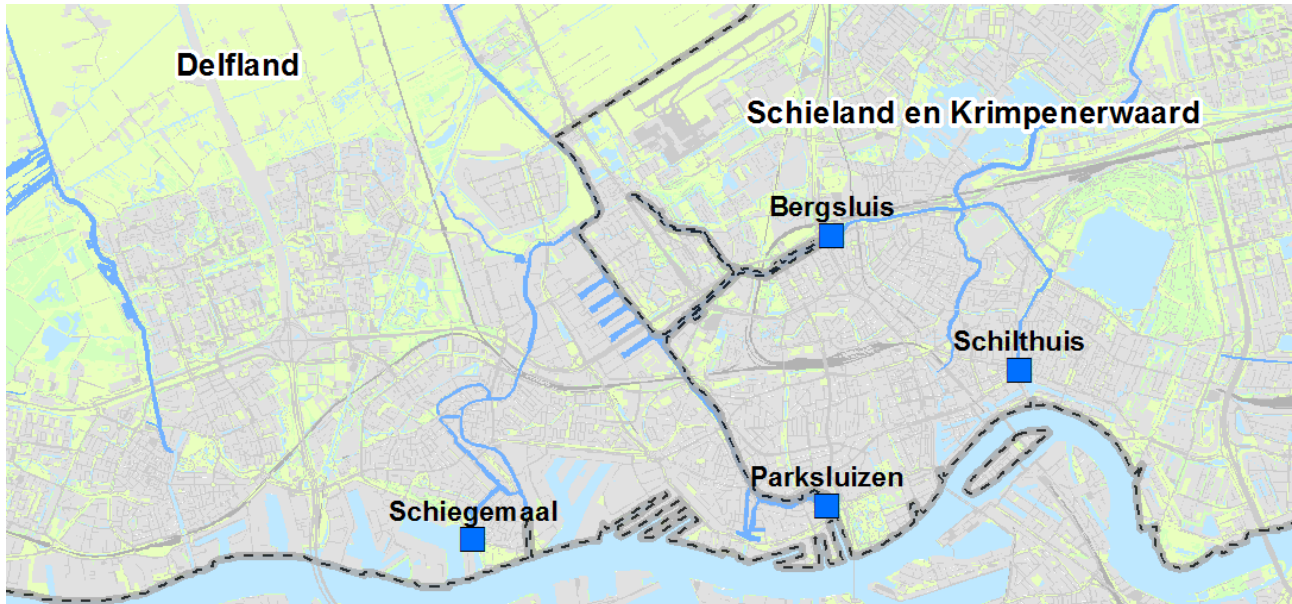 Delfland
Schieland en Krimpenerwaard
Bergsluis
Schilthuis
Parksluizen
Schiegemaal